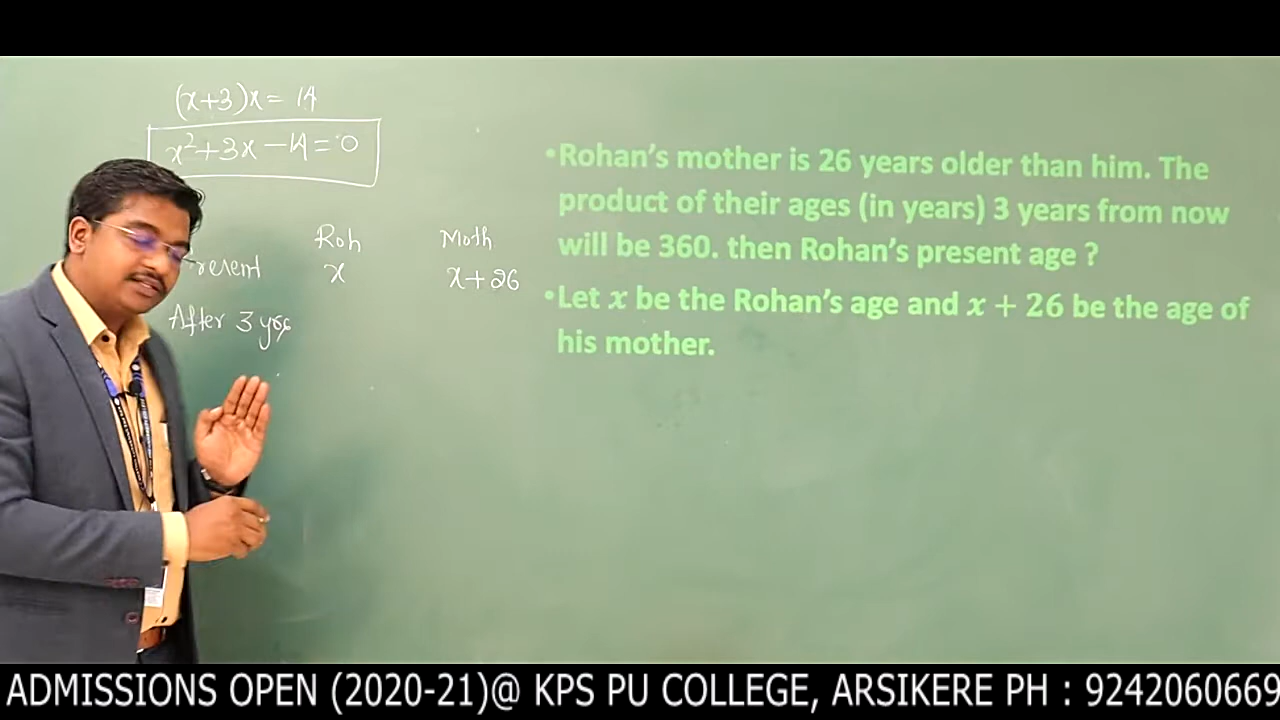 (x+3)x = 14
x²+3x-14=0
Roh Moth
Present x x+26
After 3 yrs
•Rohan's mother is 26 years older than him. The
product of their ages (in years) 3 years from now
will be 360. then Rohan's present age ?
•Let x be the Rohan's age and x + 26 be the age of
his mother.
ADMISSIONS OPEN (2020-21)@ KPS PU COLLEGE, ARSIKERE PH : 9242060669